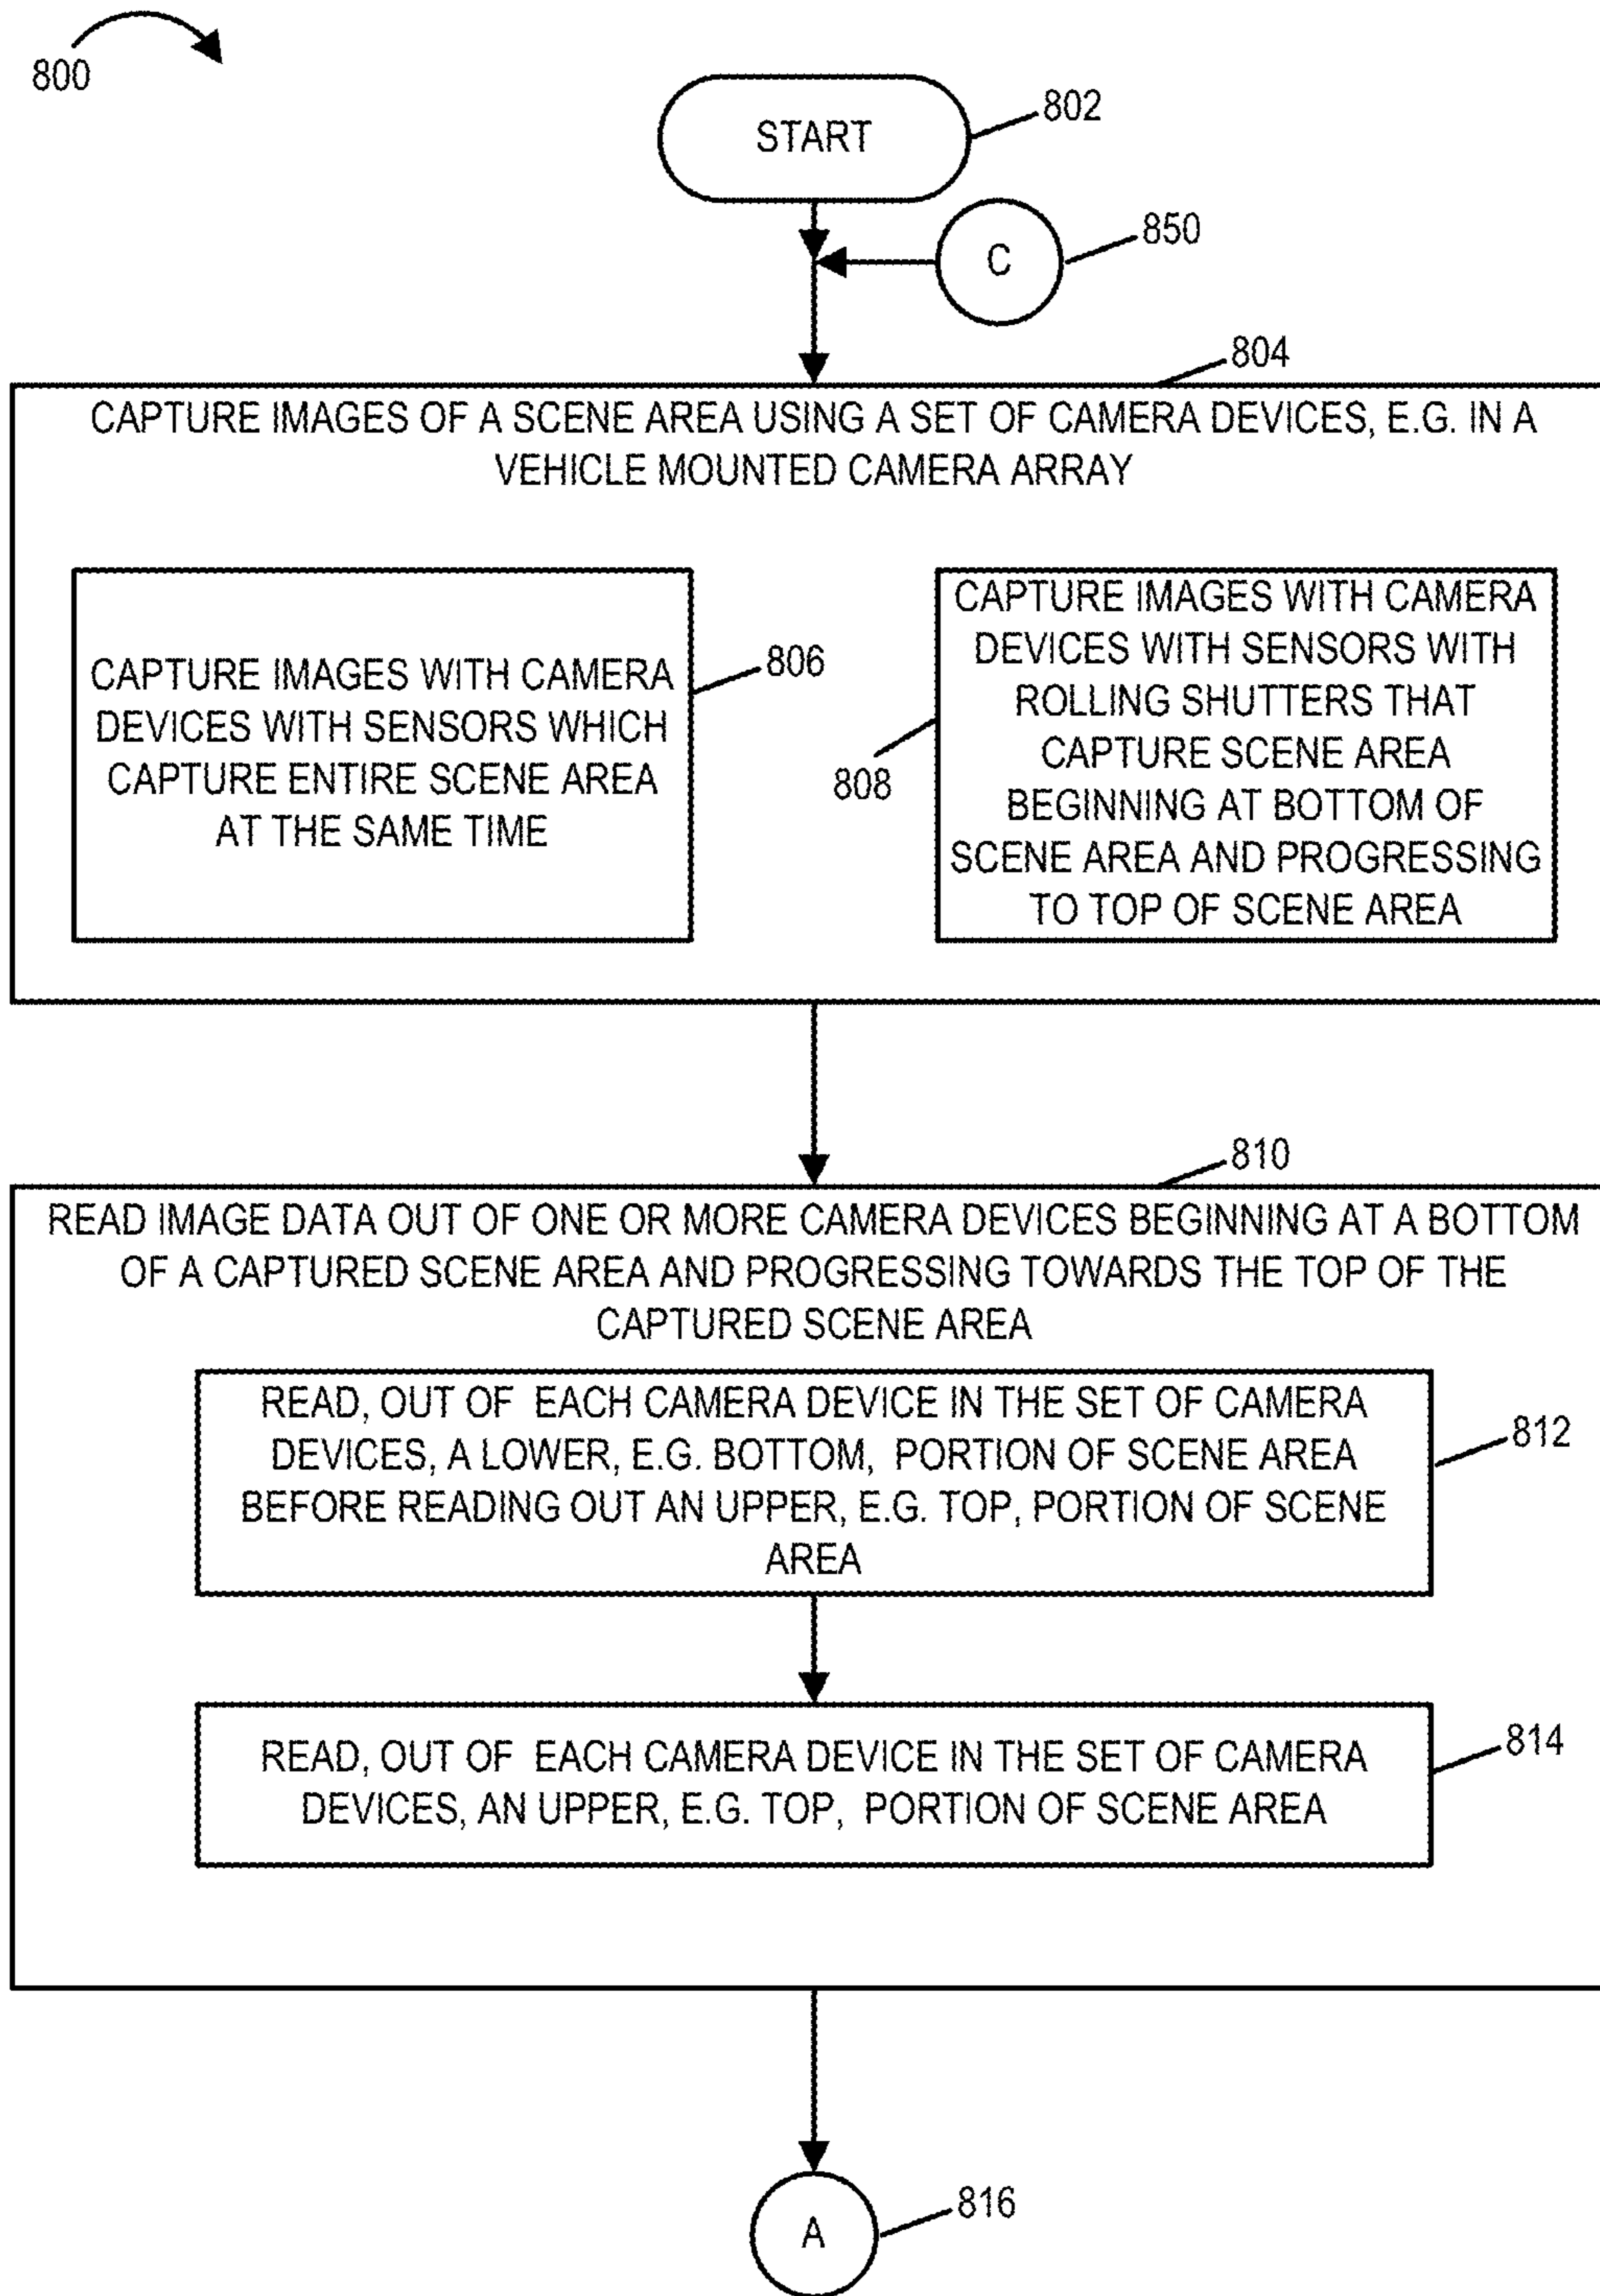 800
START
802
C
850
804
CAPTURE IMAGES OF A SCENE AREA USING A SET OF CAMERA DEVICES, E.G. IN A
VEHICLE MOUNTED CAMERA ARRAY
CAPTURE IMAGES WITH CAMERA
DEVICES WITH SENSORS WHICH
CAPTURE ENTIRE SCENE AREA
AT THE SAME TIME
806
CAPTURE IMAGES WITH CAMERA
DEVICES WITH SENSORS WITH
ROLLING SHUTTERS THAT
CAPTURE SCENE AREA
BEGINNING AT BOTTOM OF
SCENE AREA AND PROGRESSING
TO TOP OF SCENE AREA
808
810
READ IMAGE DATA OUT OF ONE OR MORE CAMERA DEVICES BEGINNING AT A BOTTOM
OF A CAPTURED SCENE AREA AND PROGRESSING TOWARDS THE TOP OF THE
CAPTURED SCENE AREA
READ, OUT OF EACH CAMERA DEVICE IN THE SET OF CAMERA
DEVICES, A LOWER, E.G. BOTTOM, PORTION OF SCENE AREA
BEFORE READING OUT AN UPPER, E.G. TOP, PORTION OF SCENE
AREA
812
READ, OUT OF EACH CAMERA DEVICE IN THE SET OF CAMERA
DEVICES, AN UPPER, E.G. TOP, PORTION OF SCENE AREA
814
A
816